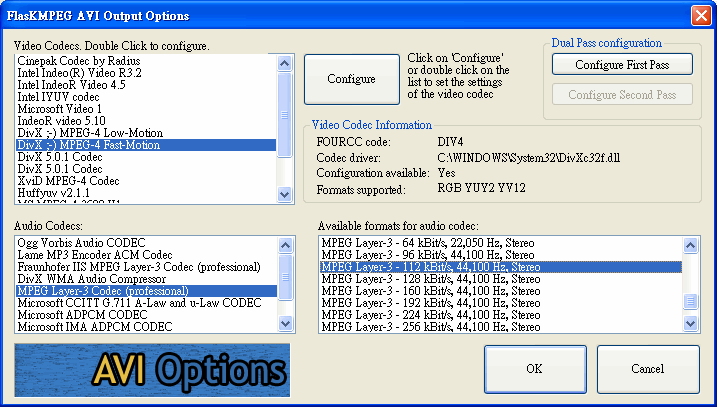 FlasKMPEG AVI Output Options
Video Codecs. Double Click to configure.
Cinepak Codec by Radius
Intel Indeo(R) Video R3.2
Intel IndeoR Video 4.5
Intel IYUV codec
Microsoft Video 1
IndeoR video 5.10
DivX ;-) MPEG-4 Low-Motion
DivX ;-) MPEG-4 Fast-Motion
DivX 5.0.1 Codec
DivX 5.0.1 Codec
XviD MPEG-4 Codec
Huffyuv v2.1.1
Configure
Click on 'Configure'
or double click on the
list to set the settings
of the video codec
Dual Pass configuration
Configure First Pass
Configure Second Pass
Video Codec Information
FOURCC code: DIV4
Codec driver: C:\WINDOWS\System32\DivXc32f.dll
Configuration available: Yes
Formats supported: RGB YUY2 YV12
Audio Codecs:
Ogg Vorbis Audio CODEC
Lame MP3 Encoder ACM Codec
Fraunhofer IIS MPEG Layer-3 Codec (professional)
DivX WMA Audio Compressor
MPEG Layer-3 Codec (professional)
Microsoft CCITT G.711 A-Law and u-Law CODEC
Microsoft ADPCM CODEC
Microsoft IMA ADPCM CODEC
Available formats for audio codec:
MPEG Layer-3 - 64 kBit/s, 22,050 Hz, Stereo
MPEG Layer-3 - 96 kBit/s, 44,100 Hz, Stereo
MPEG Layer-3 - 112 kBit/s, 44,100 Hz, Stereo
MPEG Layer-3 - 128 kBit/s, 44,100 Hz, Stereo
MPEG Layer-3 - 160 kBit/s, 44,100 Hz, Stereo
MPEG Layer-3 - 192 kBit/s, 44,100 Hz, Stereo
MPEG Layer-3 - 224 kBit/s, 44,100 Hz, Stereo
MPEG Layer-3 - 256 kBit/s, 44,100 Hz, Stereo
AVI Options
OK
Cancel